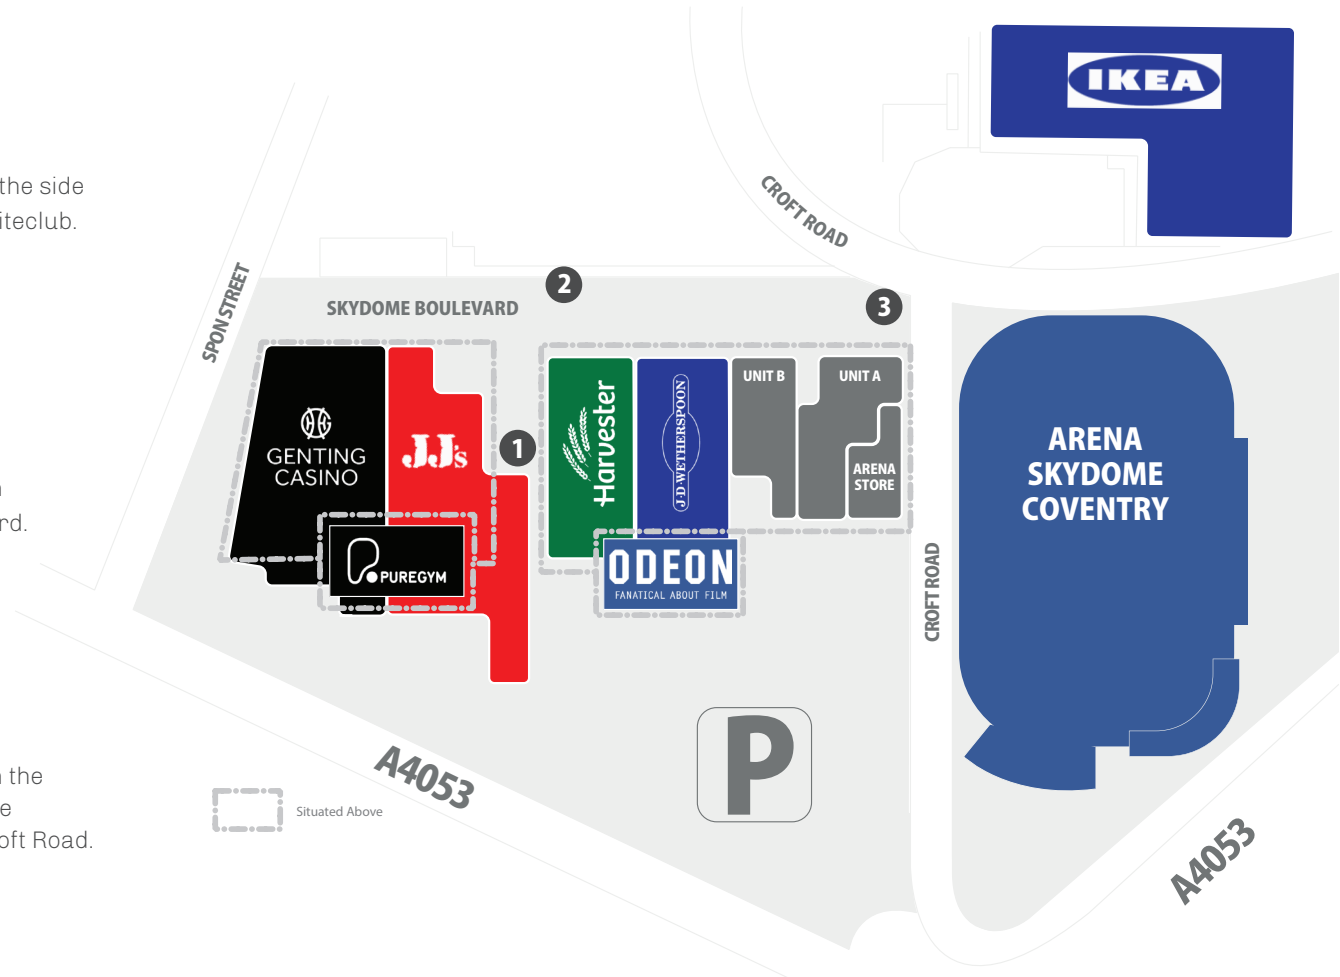 the side
iteclub.
rd.
n the
e
oft Road.
IKEA
CROFT ROAD
SPON STREET
SKYDOME BOULEVARD
2
3
1
GENTING
CASINO
JJ's
PUREGYM
Harvester
J·D·WETHERSPOON
UNIT B
UNIT A
ARENA
STORE
ODEON
FANATICAL ABOUT FILM
ARENA
SKYDOME
COVENTRY
CROFT ROAD
P
A4053
Situated Above
A4053